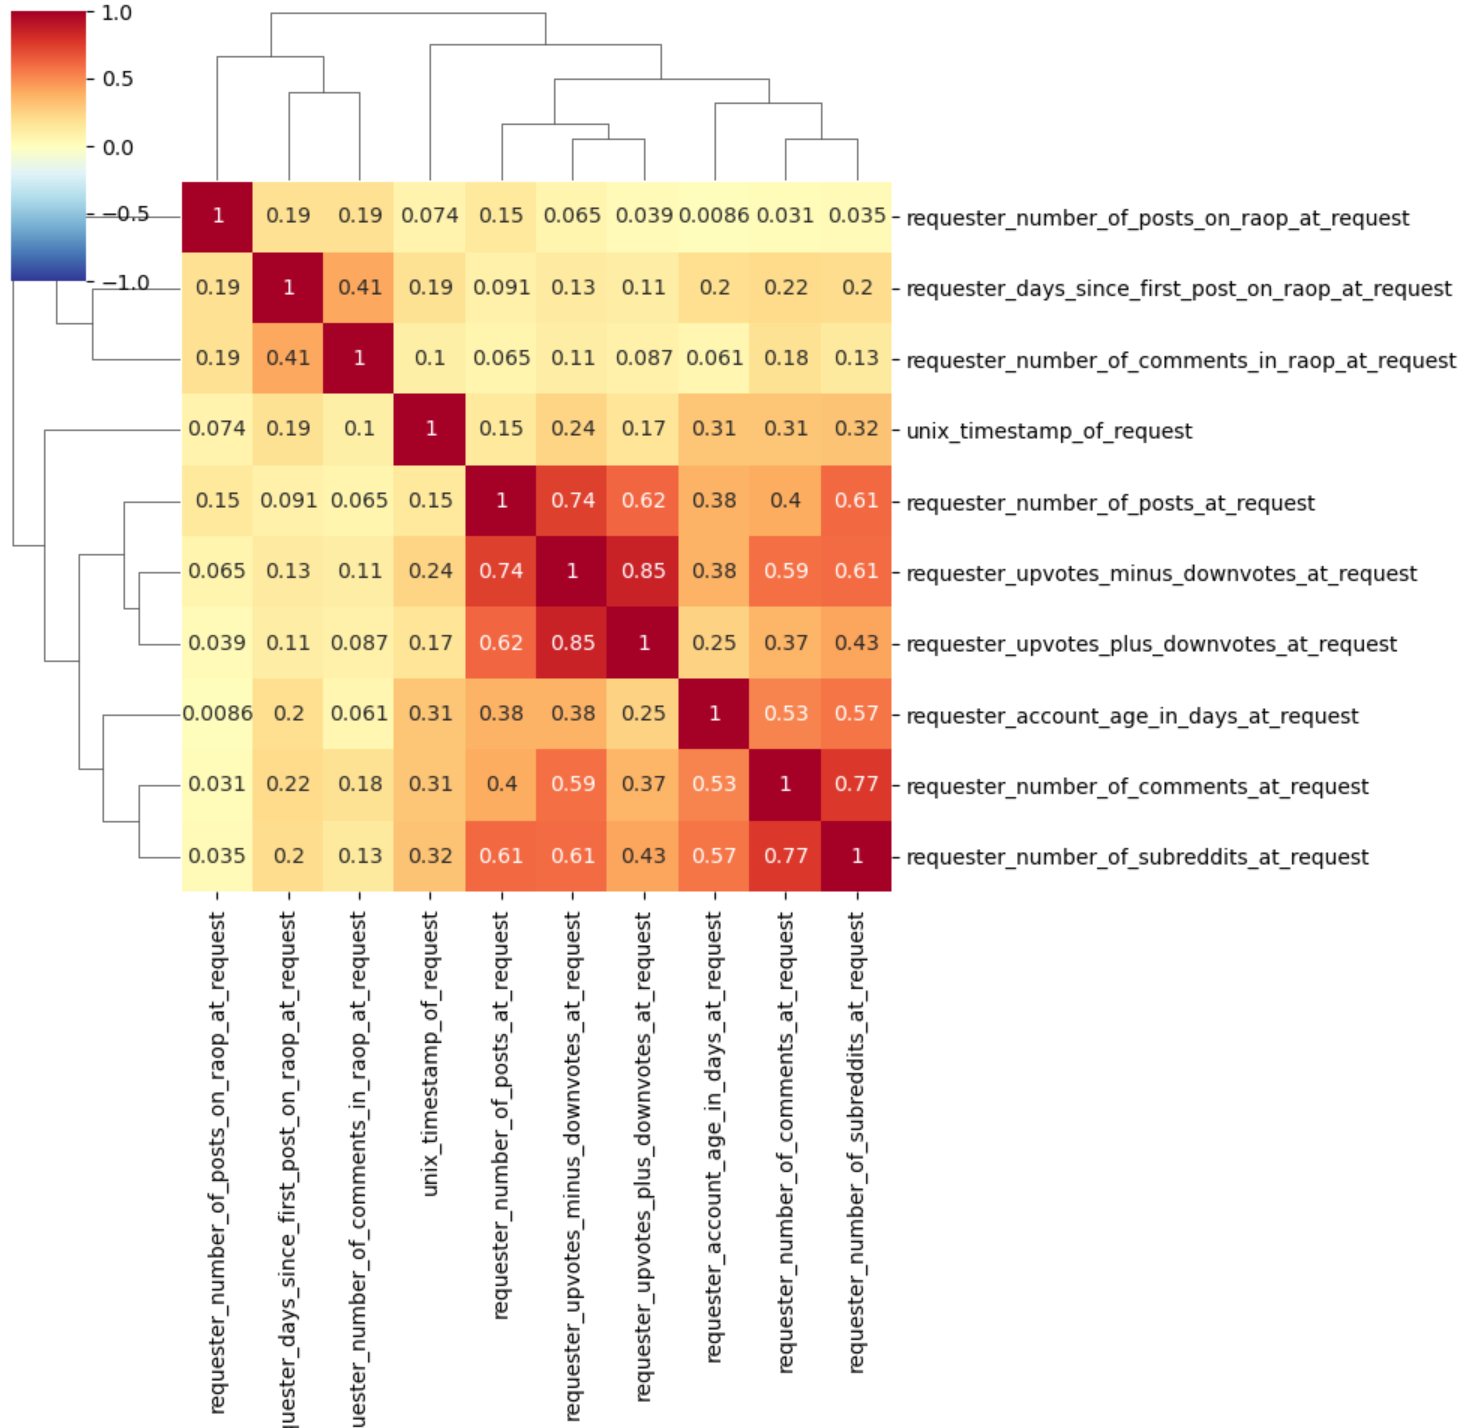 1.0
0.5
0.0
−0.5
−1.0
1 0.19 0.19 0.074 0.15 0.065 0.039 0.0086 0.031 0.035 requester_number_of_posts_on_raop_at_request
0.19 1 0.41 0.19 0.091 0.13 0.11 0.2 0.22 0.2 requester_days_since_first_post_on_raop_at_request
0.19 0.41 1 0.1 0.065 0.11 0.087 0.061 0.18 0.13 requester_number_of_comments_in_raop_at_request
0.074 0.19 0.1 1 0.15 0.24 0.17 0.31 0.31 0.32 unix_timestamp_of_request
0.15 0.091 0.065 0.15 1 0.74 0.62 0.38 0.4 0.61 requester_number_of_posts_at_request
0.065 0.13 0.11 0.24 0.74 1 0.85 0.38 0.59 0.61 requester_upvotes_minus_downvotes_at_request
0.039 0.11 0.087 0.17 0.62 0.85 1 0.25 0.37 0.43 requester_upvotes_plus_downvotes_at_request
0.0086 0.2 0.061 0.31 0.38 0.38 0.25 1 0.53 0.57 requester_account_age_in_days_at_request
0.031 0.22 0.18 0.31 0.4 0.59 0.37 0.53 1 0.77 requester_number_of_comments_at_request
0.035 0.2 0.13 0.32 0.61 0.61 0.43 0.57 0.77 1 requester_number_of_subreddits_at_request
requester_number_of_posts_on_raop_at_request
quester_days_since_first_post_on_raop_at_request
uester_number_of_comments_in_raop_at_request
unix_timestamp_of_request
requester_number_of_posts_at_request
requester_upvotes_minus_downvotes_at_request
requester_upvotes_plus_downvotes_at_request
requester_account_age_in_days_at_request
requester_number_of_comments_at_request
requester_number_of_subreddits_at_request